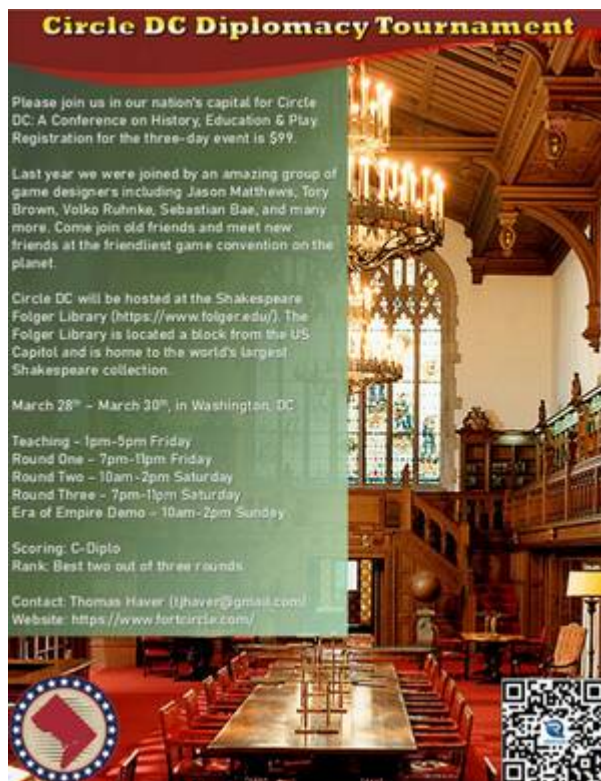 Circle DC Diplomacy Tournament
Please join us in our nation's capital for Circle
DC: A Conference on History, Education & Play.
Registration for the three-day event is $99.
Last year we were joined by an amazing group of
game designers including Jason Matthews, Tory
Brown, Volko Ruhnke, Sebastian Bae, and many
more. Come join old friends and meet new
friends at the friendliest game convention on the
planet.
Circle DC will be hosted at the Shakespeare
Folger Library (https://www.folger.edu/). The
Folger Library is located a block from the US
Capitol and is home to the world's largest
Shakespeare collection.
March 28th – March 30th, in Washington, DC
Teaching – 1pm-5pm Friday
Round One – 7pm-11pm Friday
Round Two – 10am-2pm Saturday
Round Three – 7pm-11pm Saturday
Era of Empire Demo – 10am-2pm Sunday
Scoring: C-Diplo
Rank: Best two out of three rounds
Contact: Thomas Haver (tjhaver@gmail.com)
Website: https://www.fortcircle.com/